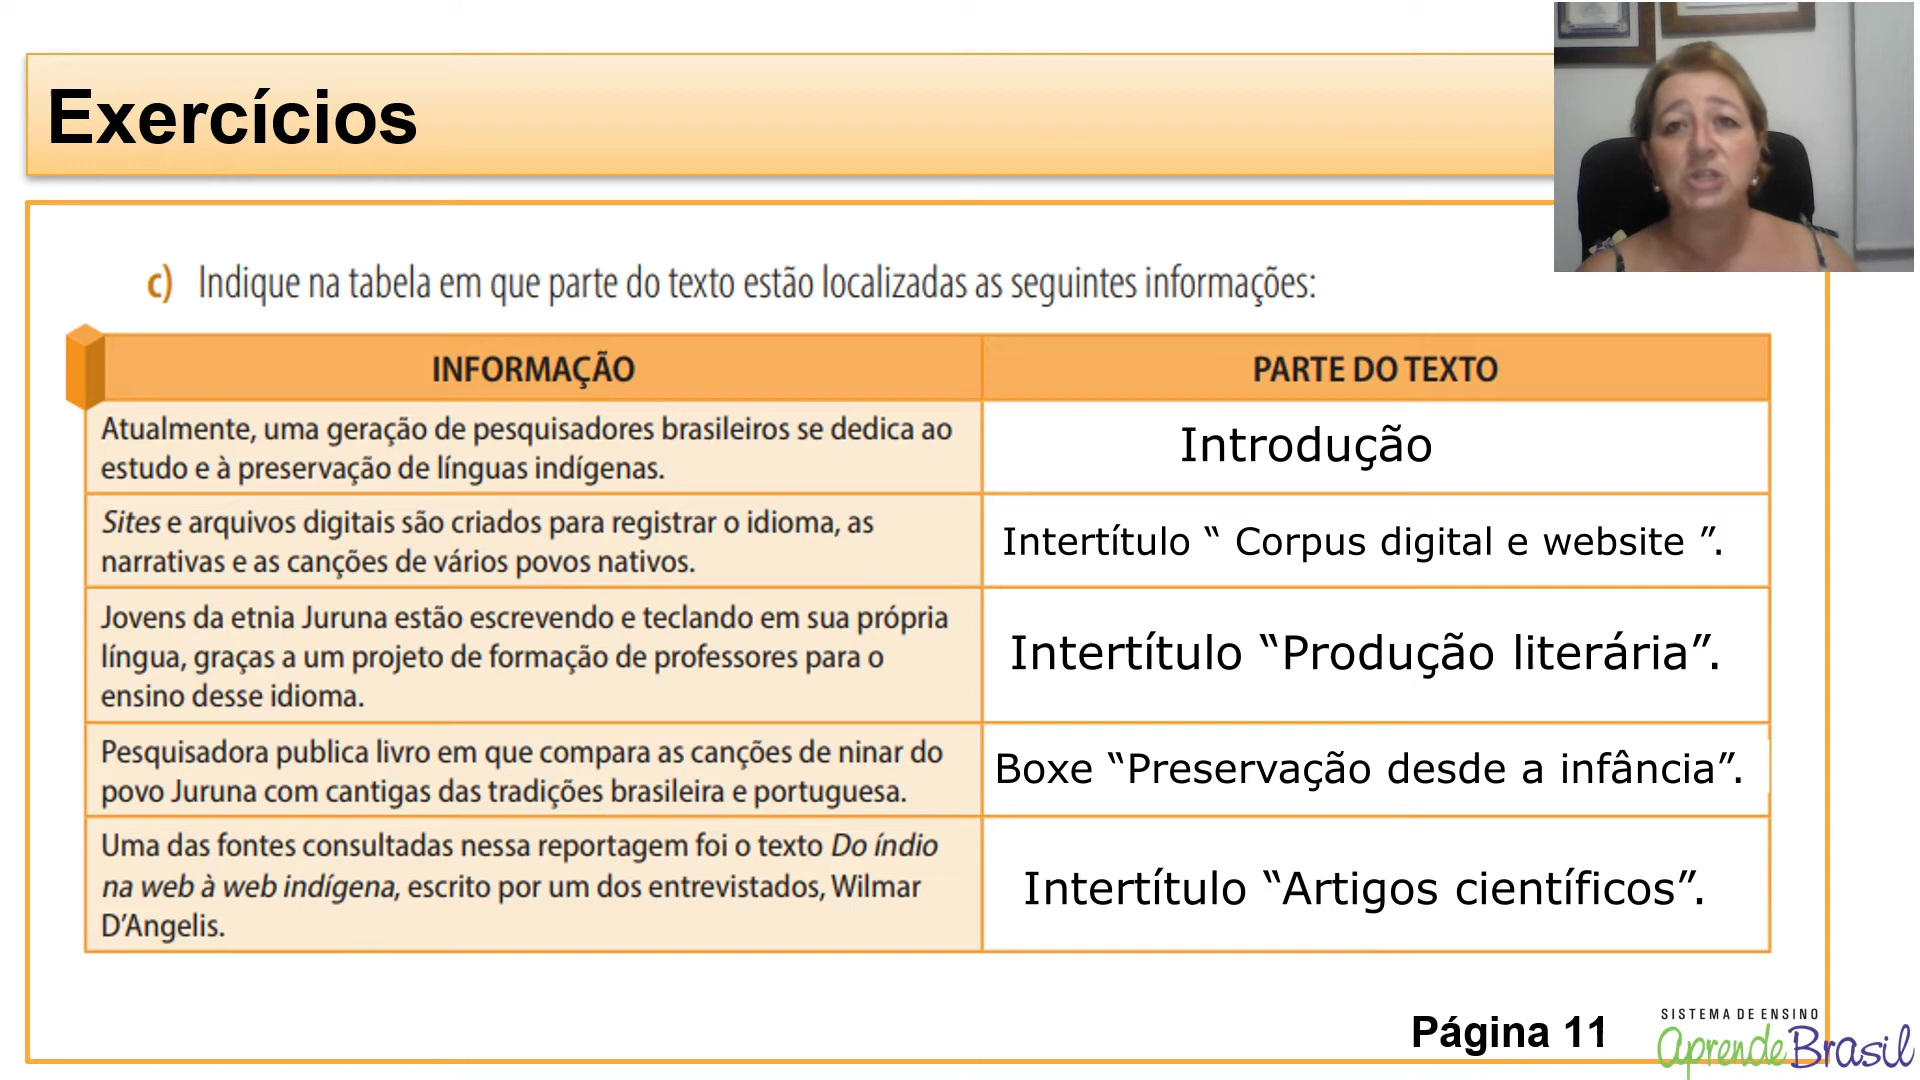 Exercícios
c) Indique na tabela em que parte do texto estão localizadas as seguintes informações:
INFORMAÇÃO
PARTE DO TEXTO
Atualmente, uma geração de pesquisadores brasileiros se dedica ao
estudo e à preservação de línguas indígenas.
Introdução
Sites e arquivos digitais são criados para registrar o idioma, as
narrativas e as canções de vários povos nativos.
Intertítulo “ Corpus digital e website ”.
Jovens da etnia Juruna estão escrevendo e teclando em sua própria
língua, graças a um projeto de formação de professores para o
ensino desse idioma.
Intertítulo “Produção literária”.
Pesquisadora publica livro em que compara as canções de ninar do
povo Juruna com cantigas das tradições brasileira e portuguesa.
Boxe “Preservação desde a infância”.
Uma das fontes consultadas nessa reportagem foi o texto Do índio
na web à web indígena, escrito por um dos entrevistados, Wilmar
D’Angelis.
Intertítulo “Artigos científicos”.
Página 11
SISTEMA DE ENSINO
aprende Brasil